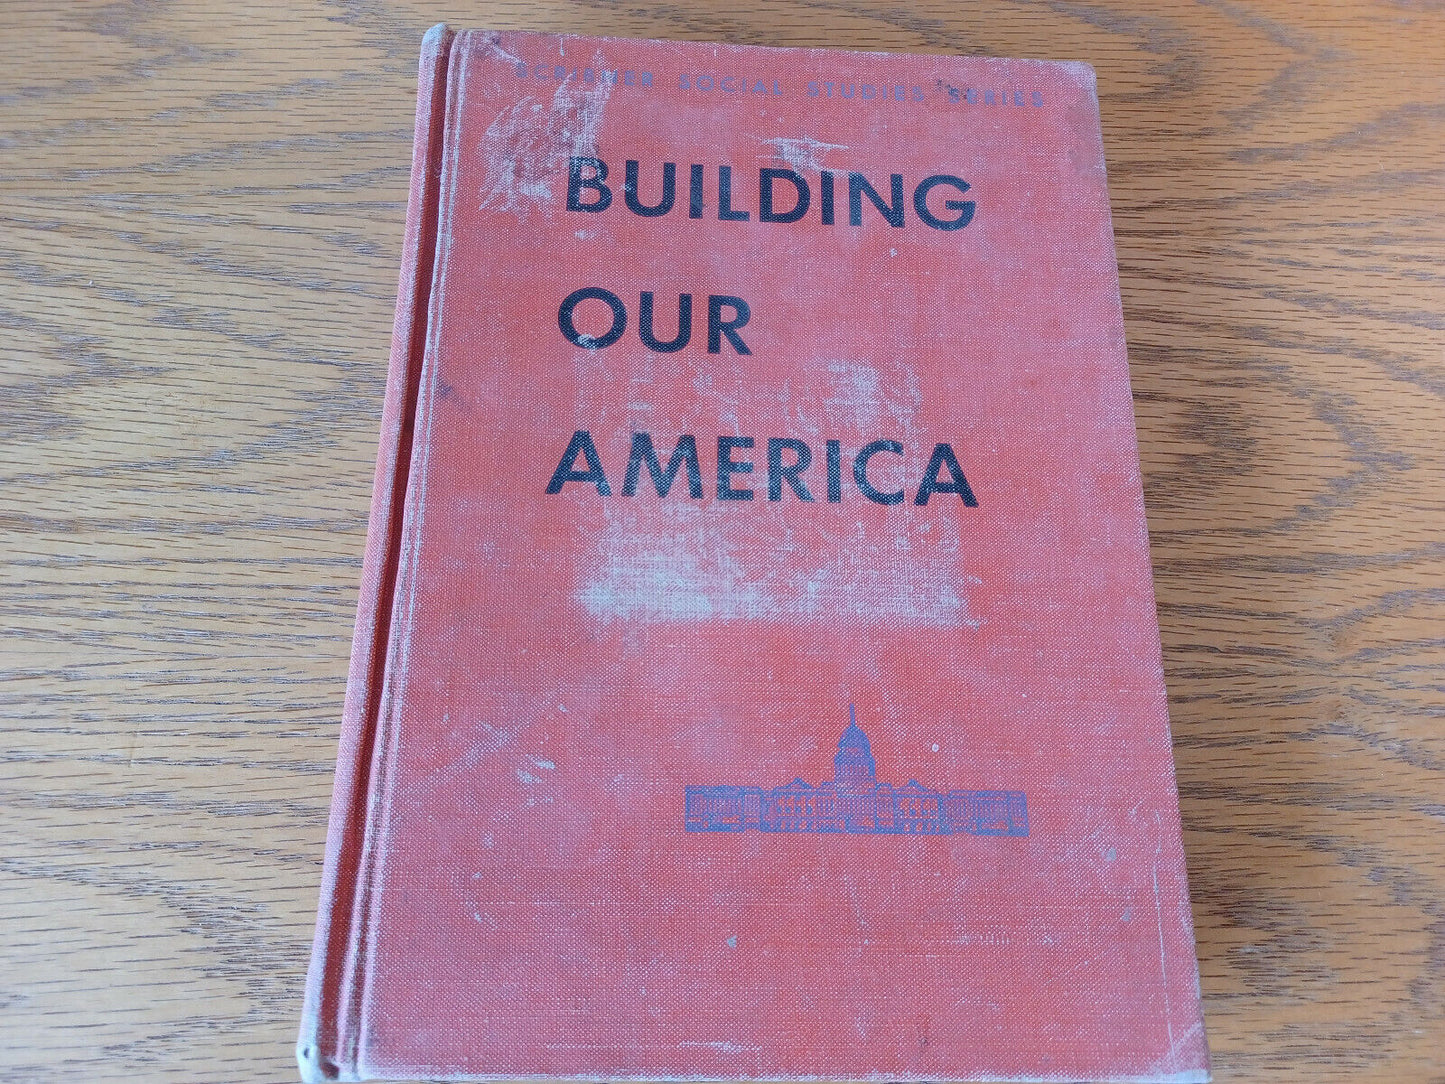 SCRIBNER SOCIAL STUDIES SERIES
BUILDING
OUR
AMERICA